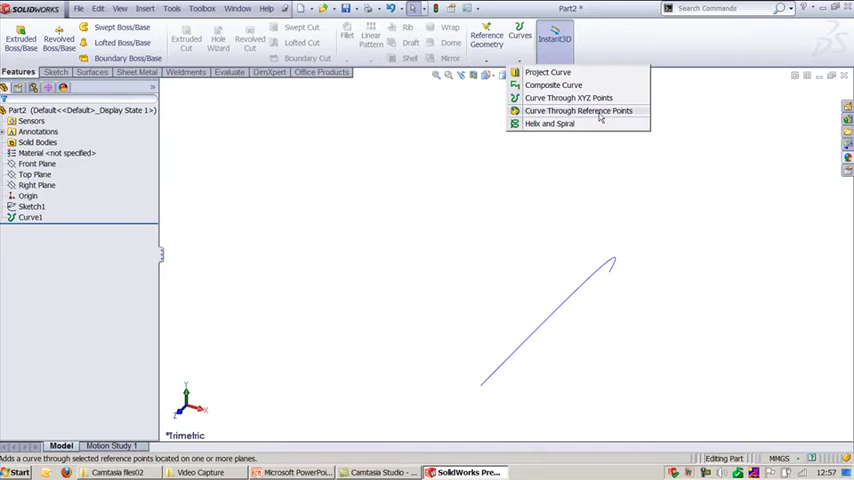 SOLIDWORKS File Edit View Insert Tools Toolbox Window Help Part2 * Search Commands
Extruded Boss/Base
Revolved Boss/Base
Swept Boss/Base
Lofted Boss/Base
Boundary Boss/Base
Extruded Cut
Hole Wizard
Revolved Cut
Swept Cut
Lofted Cut
Boundary Cut
Fillet
Linear Pattern
Rib
Draft
Shell
Wrap
Dome
Mirror
Reference Geometry
Curves
Instant3D
Features Sketch Surfaces Sheet Metal Weldments Evaluate DimXpert Office Products
Project Curve
Composite Curve
Curve Through XYZ Points
Curve Through Reference Points
Helix and Spiral
Part2 (Default<<Default>_Display State 1>)
Sensors
Annotations
Solid Bodies
Material <not specified>
Front Plane
Top Plane
Right Plane
Origin
Sketch1
Curve1
Y
X
Z
*Trimetric
Model Motion Study 1
Adds a curve through selected reference points located on one or more planes. Editing Part MMGS
Start Camtasia files02 Video Capture Microsoft PowerPoi... Camtasia Studio - ... SolidWorks Pre... 12:57